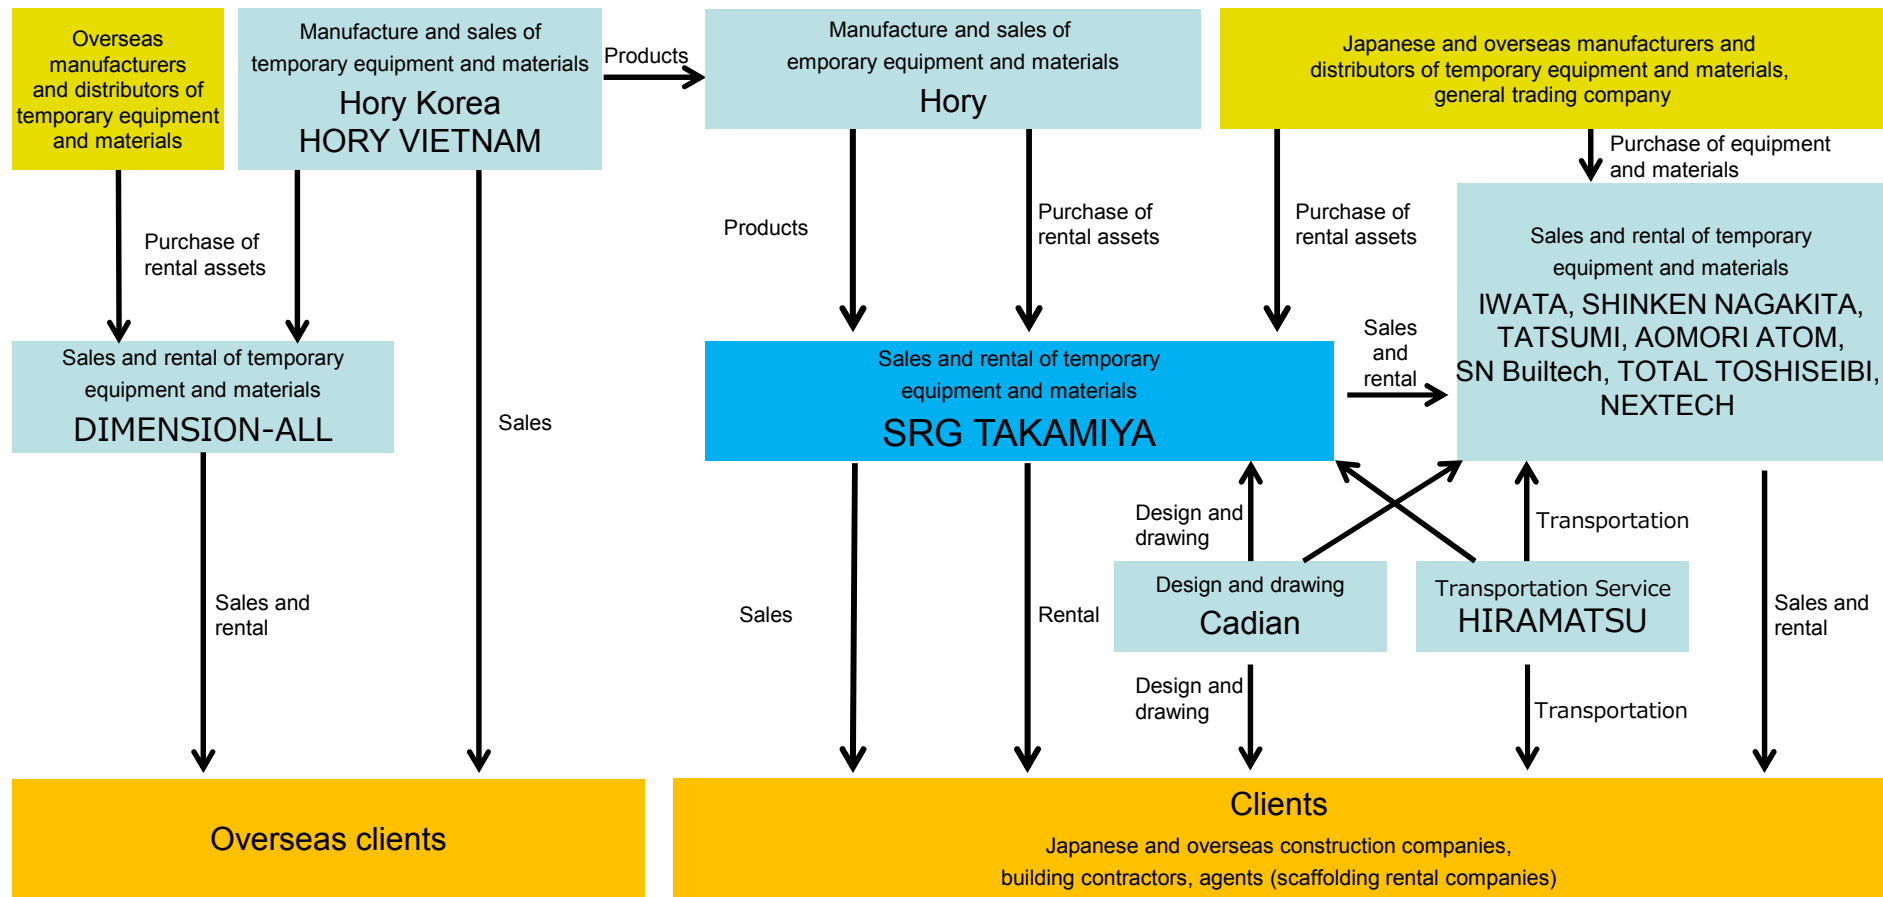 Overseas
manufacturers
and distributors of
temporary equipment
and materials
Manufacture and sales of
temporary equipment and materials
Hory Korea
HORY VIETNAM
Products
Manufacture and sales of
emporary equipment and materials
Hory
Japanese and overseas manufacturers and
distributors of temporary equipment and materials,
general trading company
Purchase of equipment
and materials
Purchase of
rental assets
Products
Purchase of
rental assets
Purchase of
rental assets
Sales and rental of temporary
equipment and materials
IWATA, SHINKEN NAGAKITA,
TATSUMI, AOMORI ATOM,
SN Builtech, TOTAL TOSHISEIBI,
NEXTECH
Sales and rental of temporary
equipment and materials
DIMENSION-ALL
Sales
Sales and rental of temporary
equipment and materials
SRG TAKAMIYA
Sales
and
rental
Design and
drawing
Transportation
Design and drawing
Cadian
Transportation Service
HIRAMATSU
Sales and
rental
Sales
Rental
Sales and
rental
Design and
drawing
Transportation
Overseas clients
Clients
Japanese and overseas construction companies,
building contractors, agents (scaffolding rental companies)